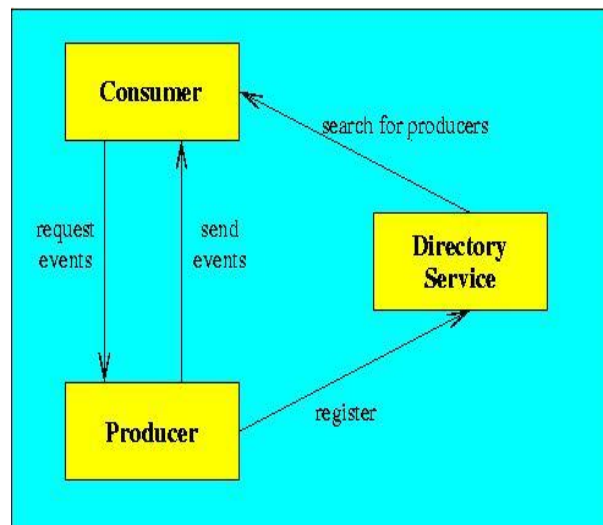 Consumer
search for producers
request
events
send
events
Directory
Service
Producer
register